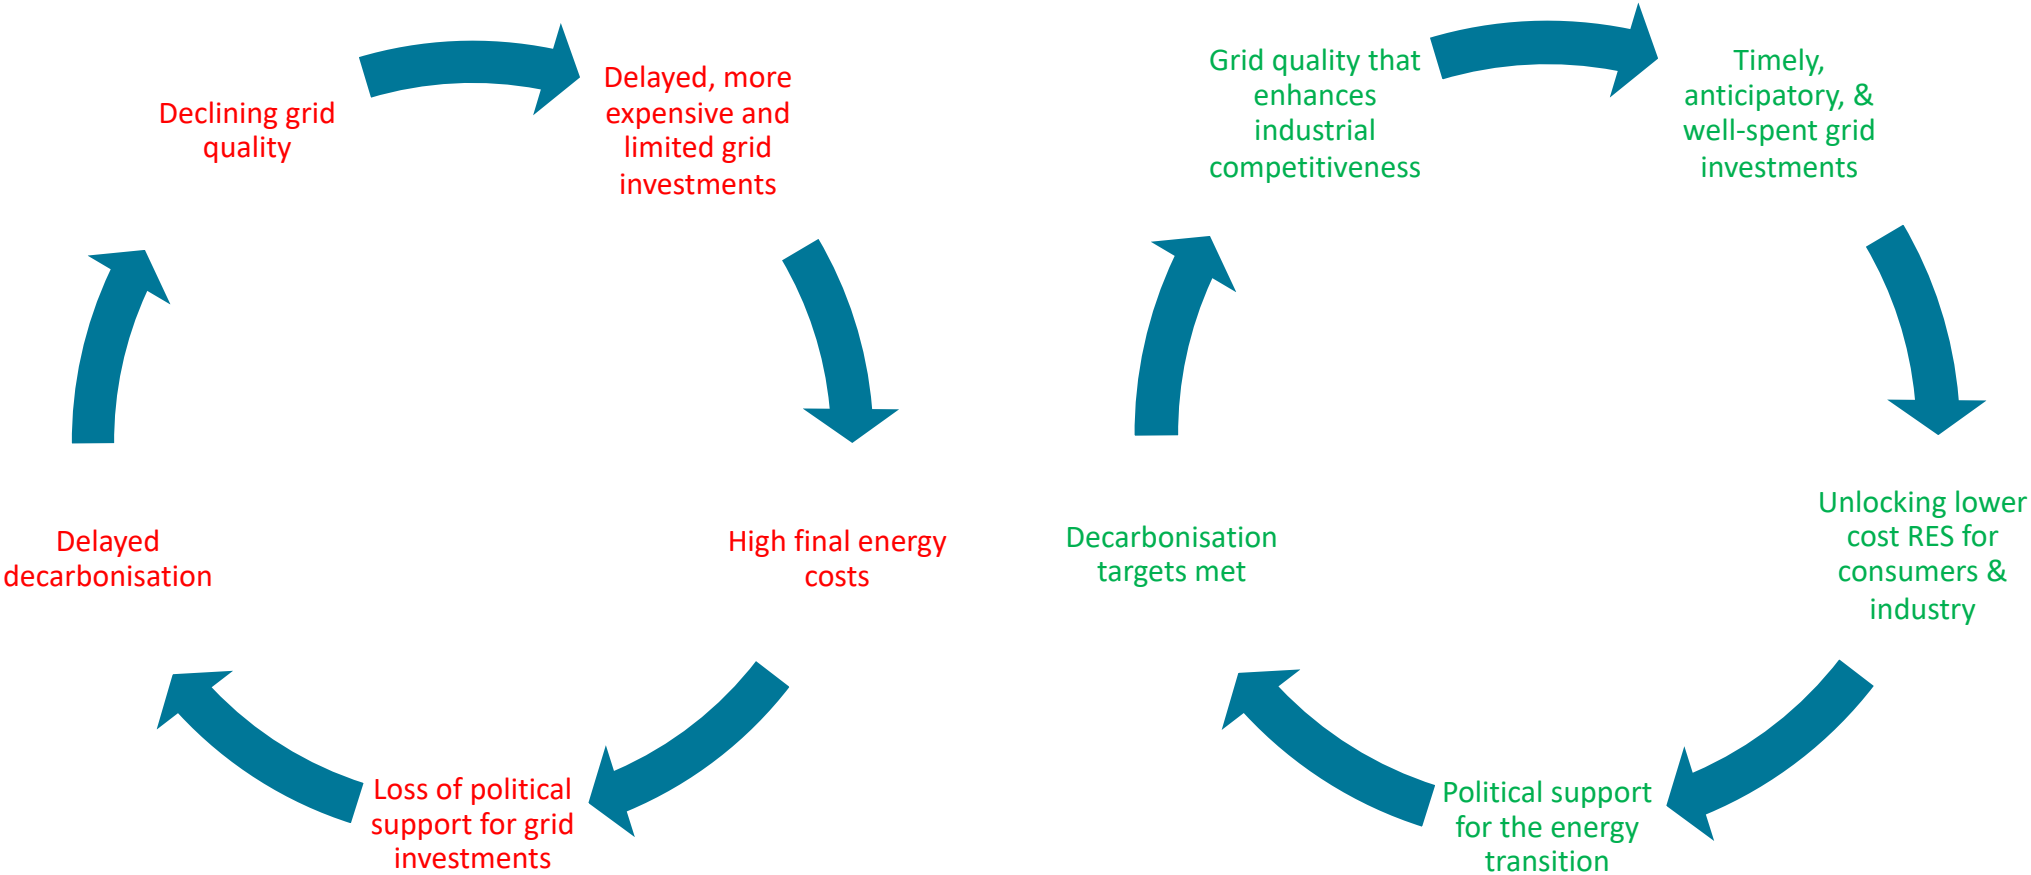 Declining grid
quality
Delayed, more
expensive and
limited grid
investments
High final energy
costs
Loss of political
support for grid
investments
Delayed
decarbonisation
Grid quality that
enhances
industrial
competitiveness
Timely,
anticipatory, &
well-spent grid
investments
Unlocking lower
cost RES for
consumers &
industry
Political support
for the energy
transition
Decarbonisation
targets met